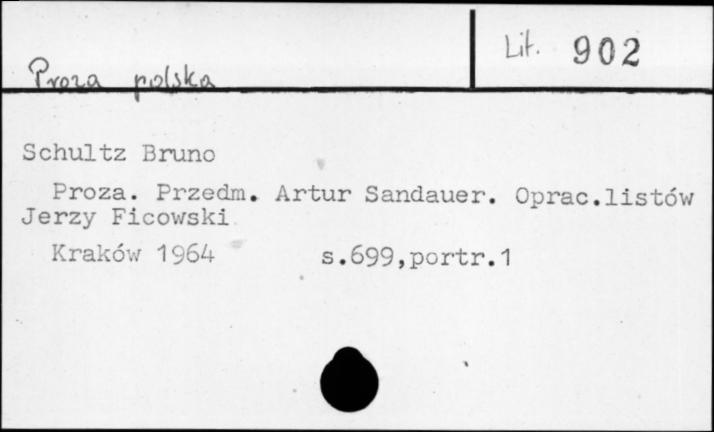 Lit. 902
Proza polska
Schultz Bruno
Proza. Przedm. Artur Sandauer. Oprac.listów
Jerzy Ficowski
Kraków 1964 s.699,portr.1